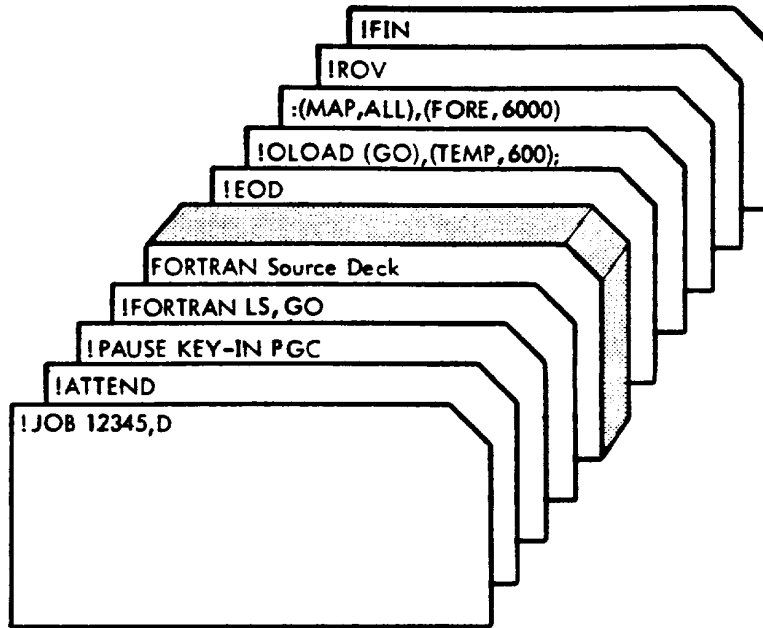 !FIN
!ROV
:(MAP,ALL),(FORE,6000)
!OLOAD (GO),(TEMP,600);
!EOD
FORTRAN Source Deck
!FORTRAN LS,GO
!PAUSE KEY-IN PGC
!ATTEND
!JOB 12345,D